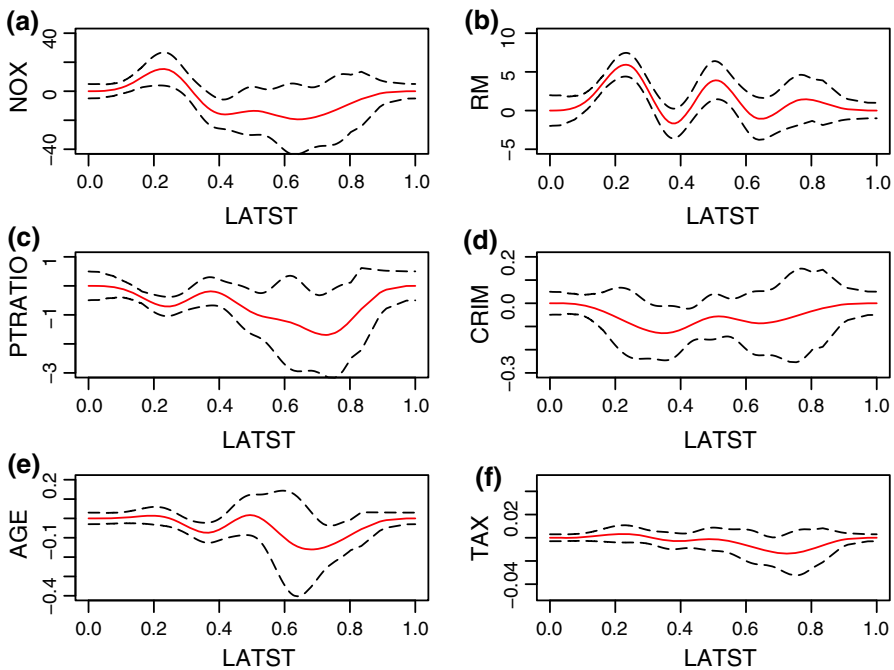 (a)
NOX
40
0
−40
0.0 0.2 0.4 0.6 0.8 1.0
LATST
(b)
RM
10
5
0
−5
0.0 0.2 0.4 0.6 0.8 1.0
LATST
(c)
PTRATIO
1
−1
−3
0.0 0.2 0.4 0.6 0.8 1.0
LATST
(d)
CRIM
0.2
0.0
−0.3
0.0 0.2 0.4 0.6 0.8 1.0
LATST
(e)
AGE
0.2
−0.1
−0.4
0.0 0.2 0.4 0.6 0.8 1.0
LATST
(f)
TAX
0.02
−0.04
0.0 0.2 0.4 0.6 0.8 1.0
LATST